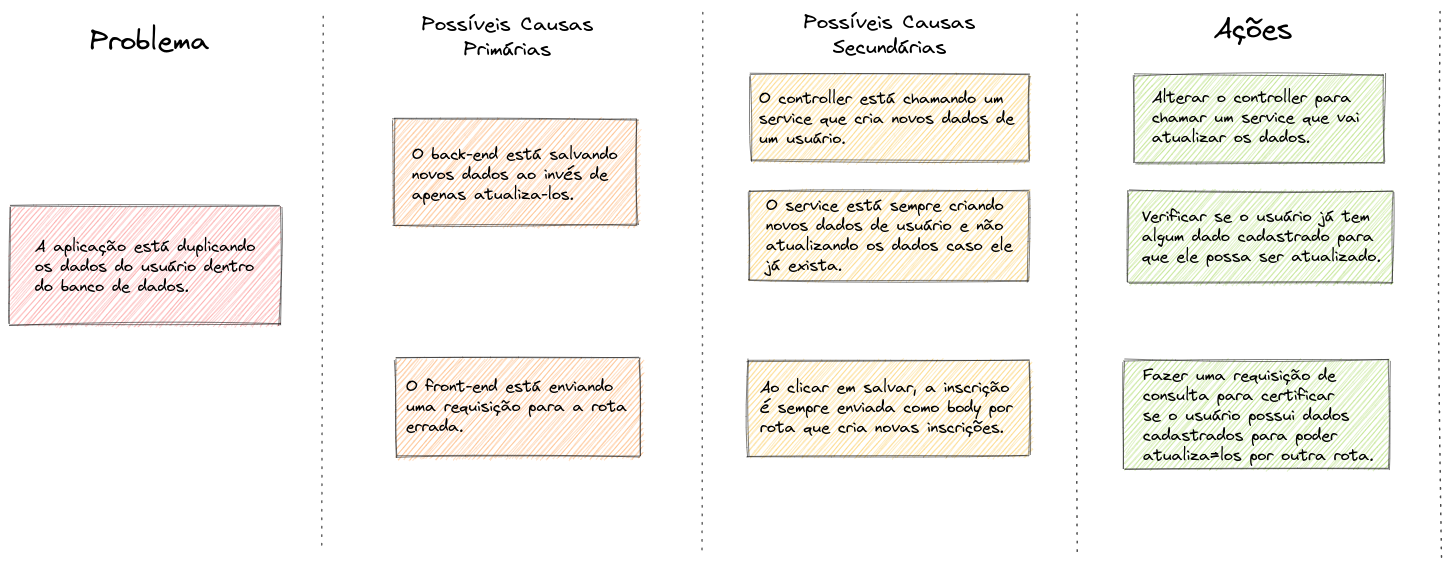 Problema
A aplicação está duplicando
os dados do usuário dentro
do banco de dados.
Possíveis Causas
Primárias
O back-end está salvando
novos dados ao invés de
apenas atualiza-los.
O front-end está enviando
uma requisição para a rota
errada.
Possíveis Causas
Secundárias
O controller está chamando um
service que cria novos dados de
um usuário.
O service está sempre criando
novos dados de usuário e não
atualizando os dados caso ele
já exista.
Ao clicar em salvar, a inscrição
é sempre enviada como body por
rota que cria novas inscrições.
Ações
Alterar o controller para
chamar um service que vai
atualizar os dados.
Verificar se o usuário já tem
algum dado cadastrado para
que ele possa ser atualizado.
Fazer uma requisição de
consulta para certificar
se o usuário possui dados
cadastrados para poder
atualiza=los por outra rota.